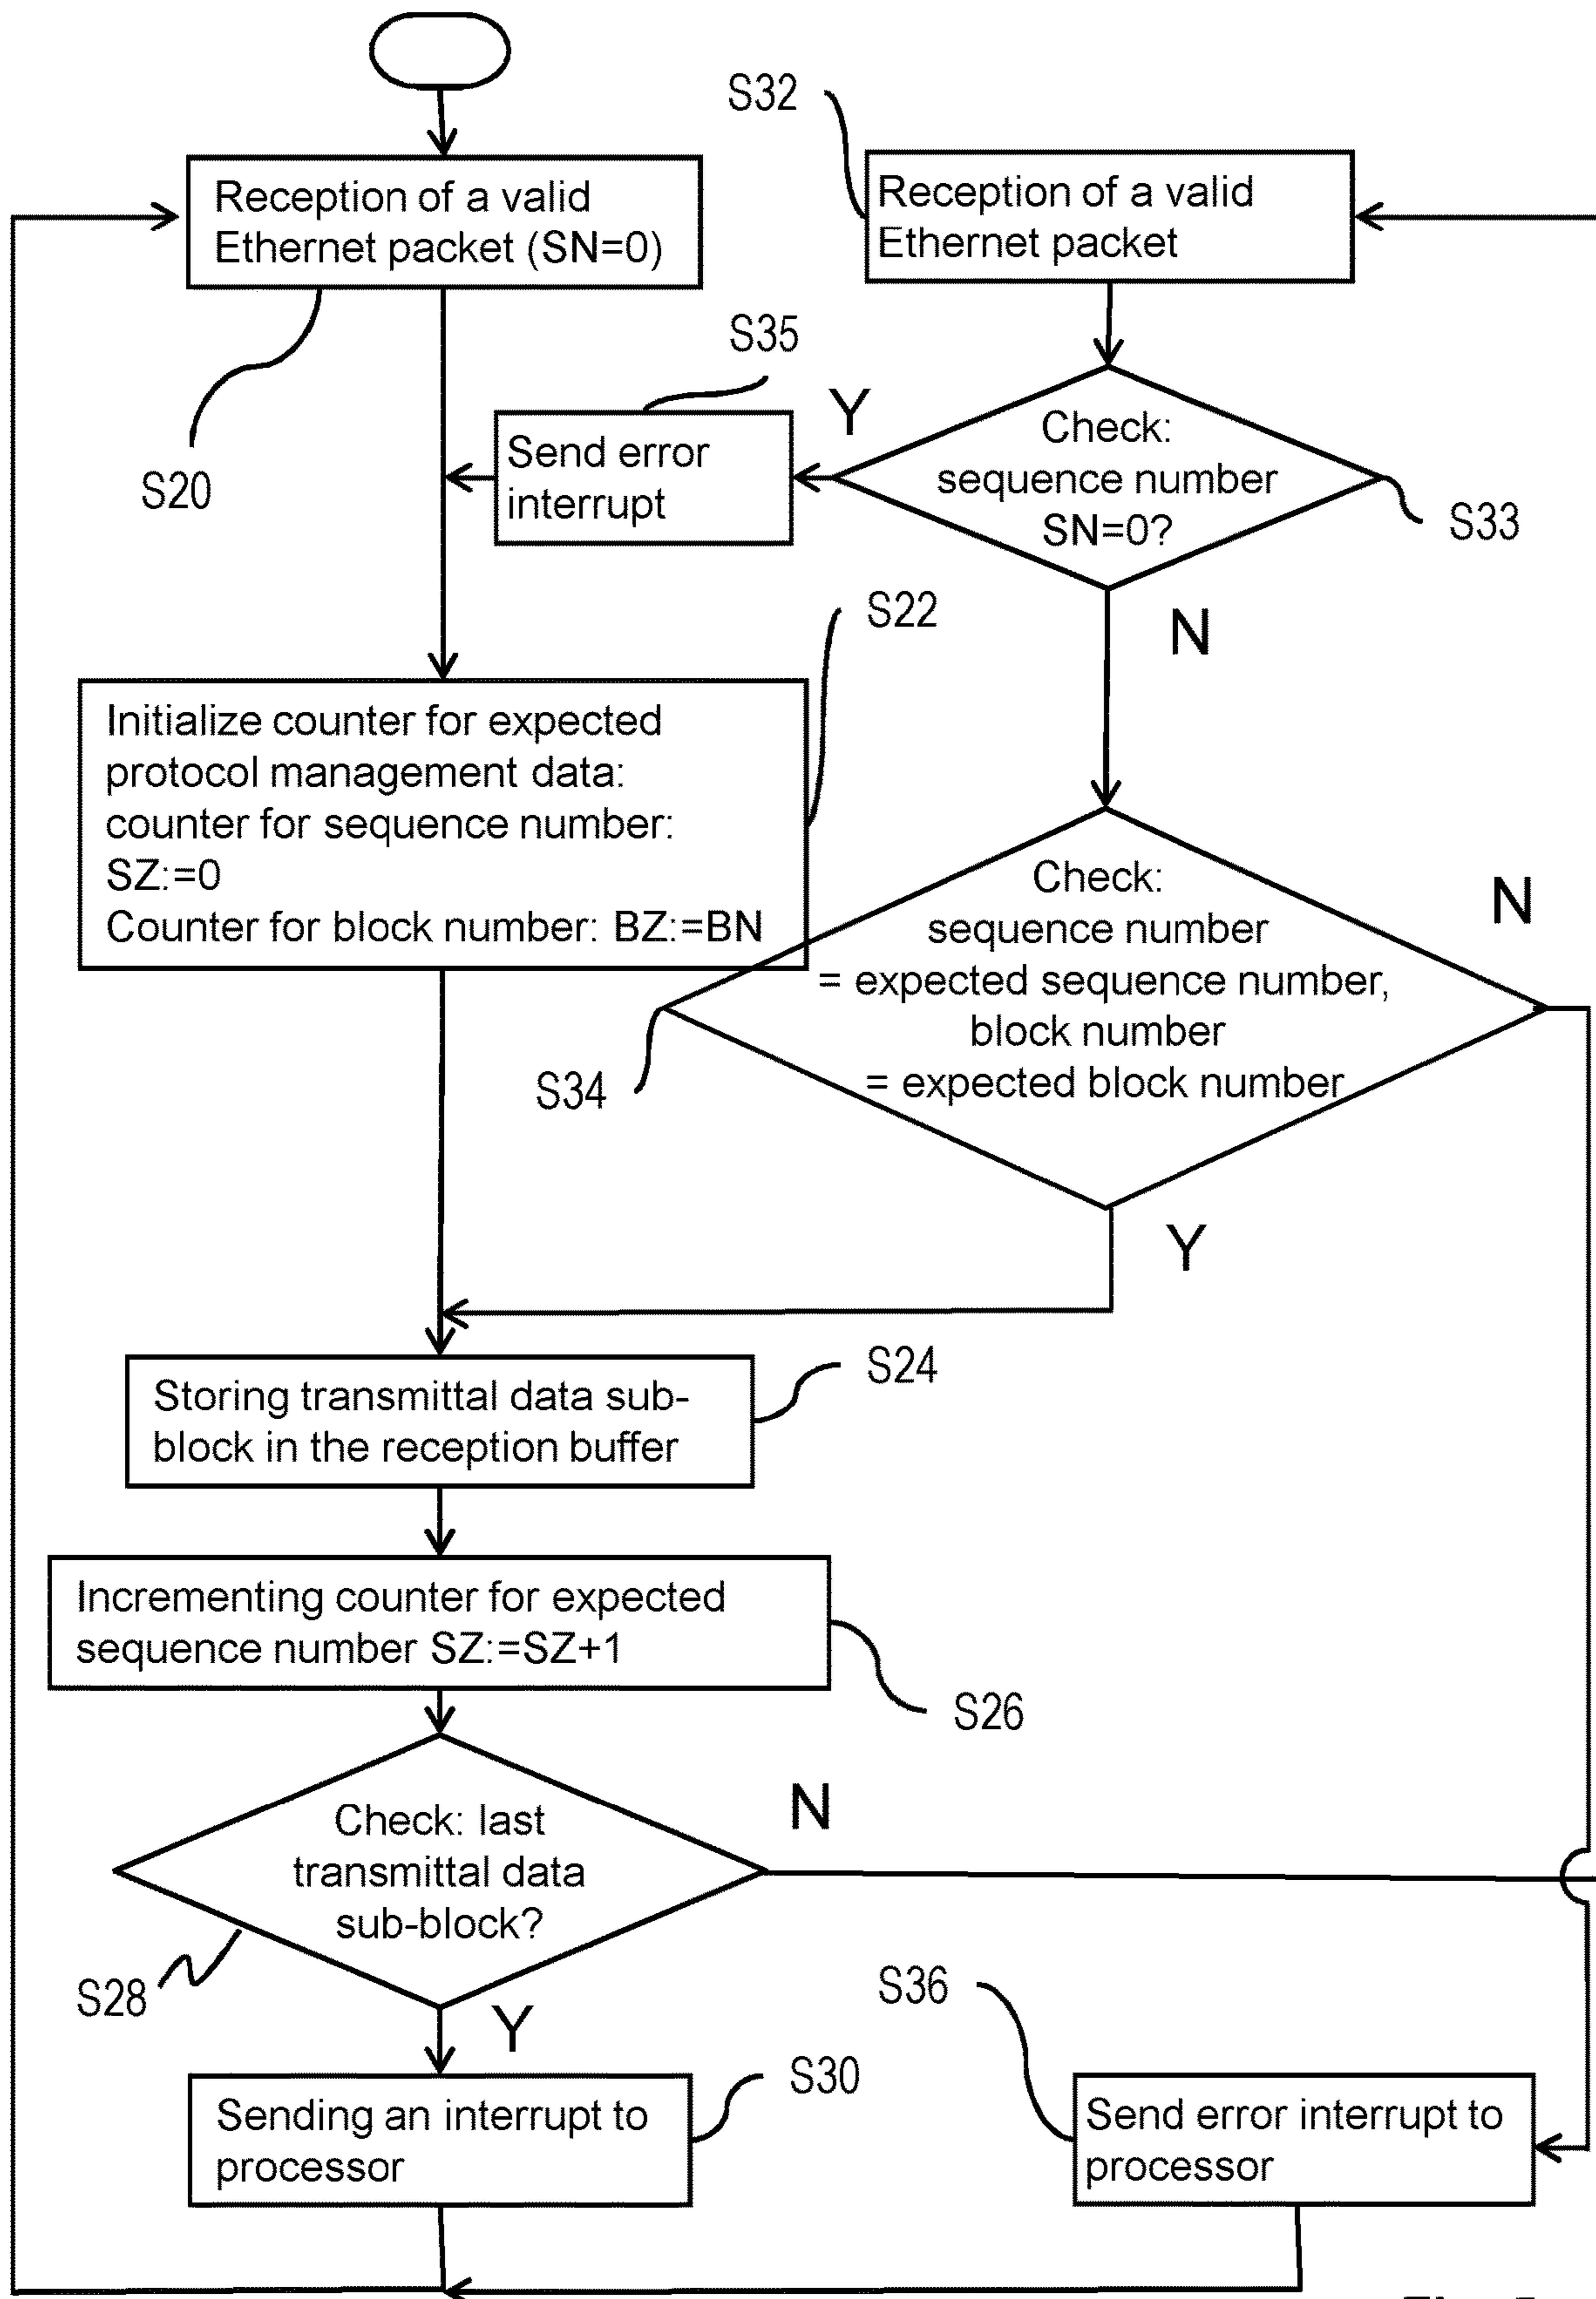 S32
Reception of a valid
Ethernet packet (SN=0)
Reception of a valid
Ethernet packet
S35
Y
Send error
interrupt
Check:
sequence number
SN=0?
S20
S33
S22
N
Initialize counter for expected
protocol management data:
counter for sequence number:
SZ:=0
Counter for block number: BZ:=BN
Check:
sequence number
= expected sequence number,
block number
= expected block number
N
S34
Y
S24
Storing transmittal data sub-
block in the reception buffer
Incrementing counter for expected
sequence number SZ:=SZ+1
S26
N
Check: last
transmittal data
sub-block?
S28
S36
Y
S30
Sending an interrupt to
processor
Send error interrupt to
processor